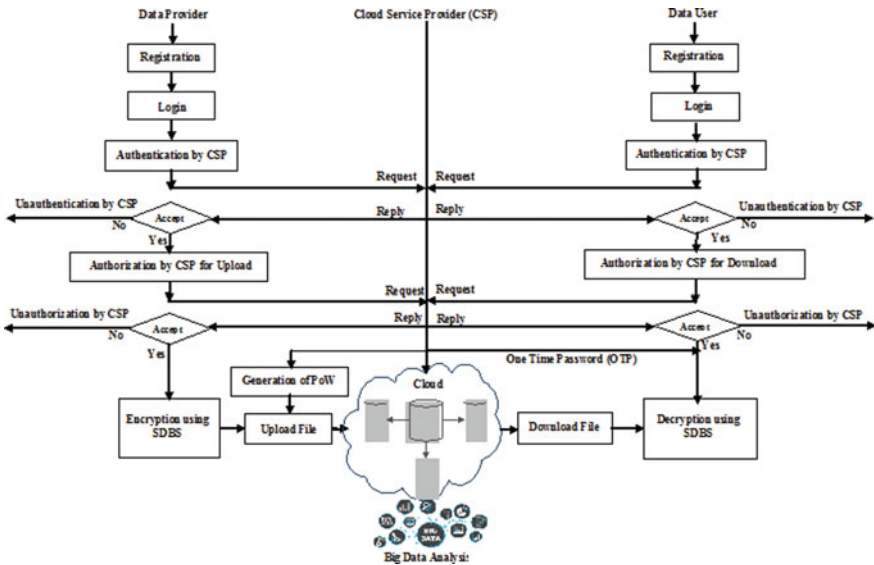 Data Provider
Cloud Service Provider (CSP)
Data User
Registration
Registration
Login
Login
Authentication by CSP
Authentication by CSP
Request
Request
Unauthentication by CSP
No
Accept
Yes
Reply
Reply
Accept
Yes
No
Unauthentication by CSP
Authorization by CSP for Upload
Authorization by CSP for Download
Request
Request
Unauthorization by CSP
No
Accept
Yes
Reply
Reply
Accept
Yes
No
Unauthorization by CSP
One Time Password (OTP)
Generation of PoW
Cloud
Encryption using
SDBS
Upload File
Download File
Decryption using
SDBS
BIG
DATA
Big Data Analysis